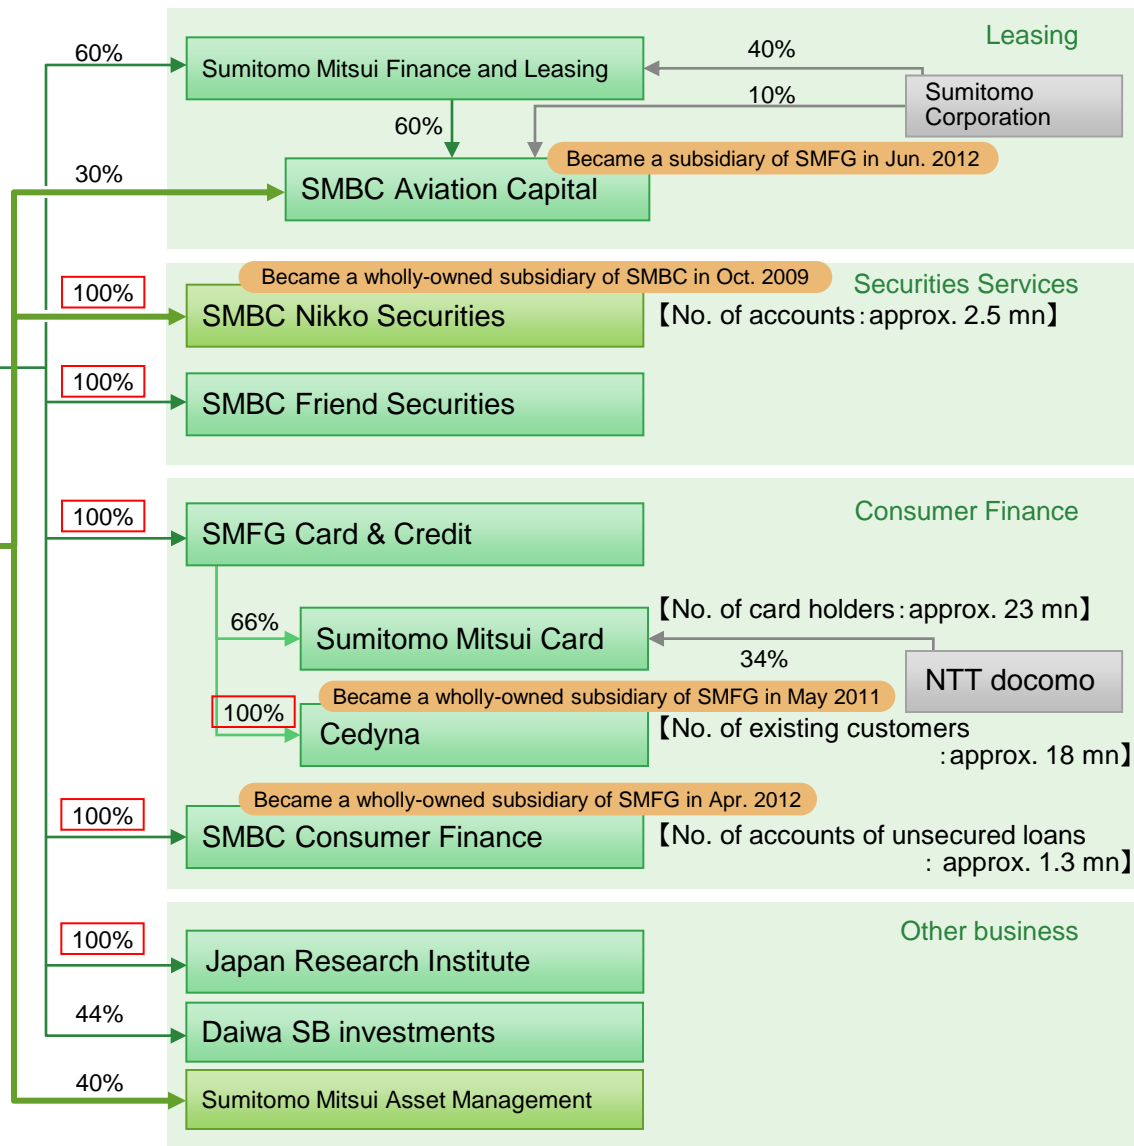 Leasing
60%
Sumitomo Mitsui Finance and Leasing
40%
10%
Sumitomo
Corporation
60%
Became a subsidiary of SMFG in Jun. 2012
30%
SMBC Aviation Capital
Became a wholly-owned subsidiary of SMBC in Oct. 2009
Securities Services
100%
SMBC Nikko Securities
【No. of accounts：approx. 2.5 mn】
100%
SMBC Friend Securities
Consumer Finance
100%
SMFG Card & Credit
【No. of card holders：approx. 23 mn】
66%
Sumitomo Mitsui Card
34%
NTT docomo
Became a wholly-owned subsidiary of SMFG in May 2011
100%
Cedyna
【No. of existing customers
：approx. 18 mn】
Became a wholly-owned subsidiary of SMFG in Apr. 2012
100%
SMBC Consumer Finance
【No. of accounts of unsecured loans
： approx. 1.3 mn】
Other business
100%
Japan Research Institute
44%
Daiwa SB investments
40%
Sumitomo Mitsui Asset Management